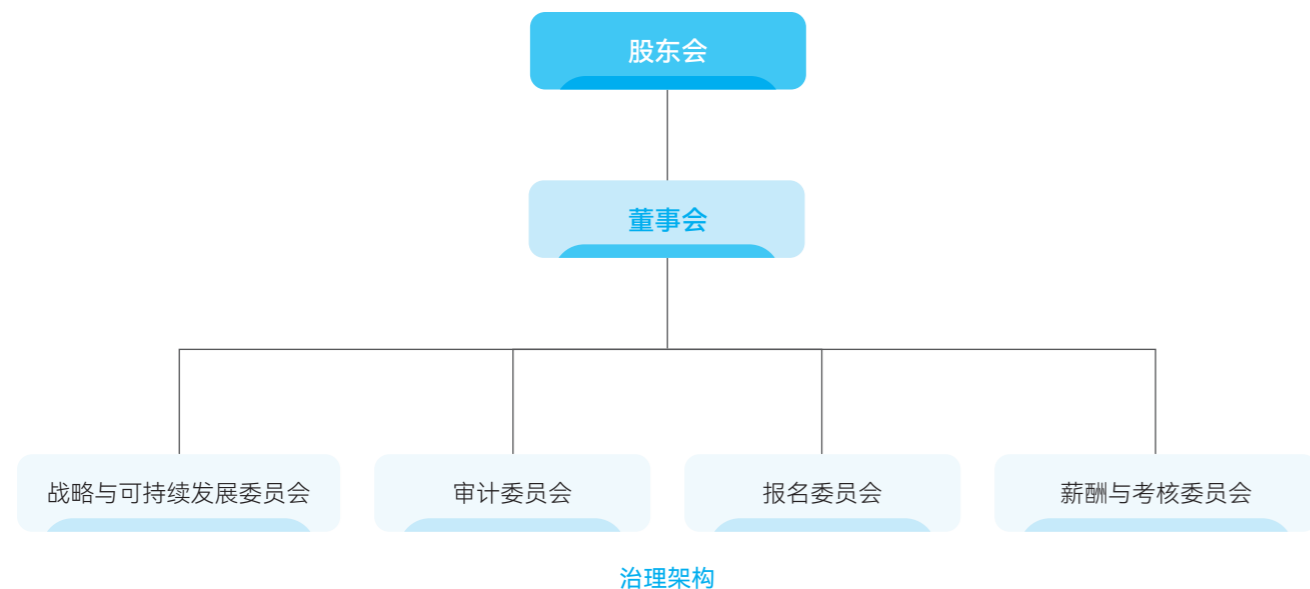 股东会
董事会
战略与可持续发展委员会
审计委员会
报名委员会
薪酬与考核委员会
治理架构